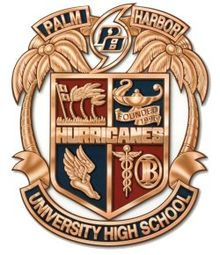 PALM HARBOR
PH
FOUNDED
1996
HURRICANES
B
UNIVERSITY HIGH SCHOOL